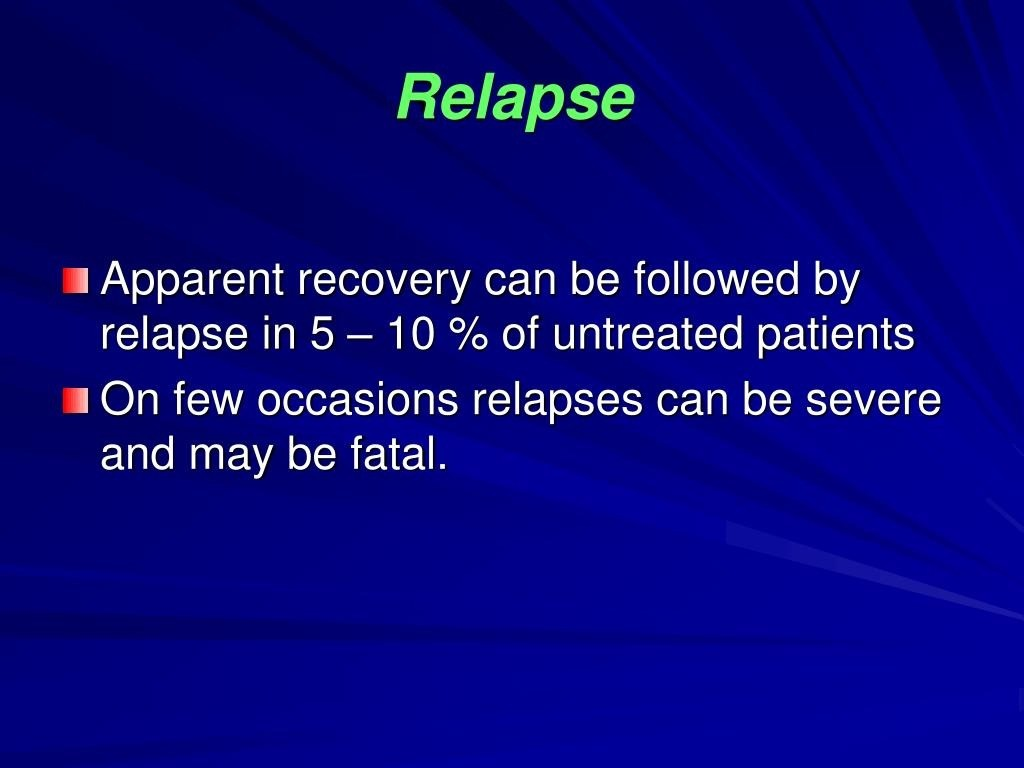 Relapse
Apparent recovery can be followed by
relapse in 5 – 10 % of untreated patients
On few occasions relapses can be severe
and may be fatal.